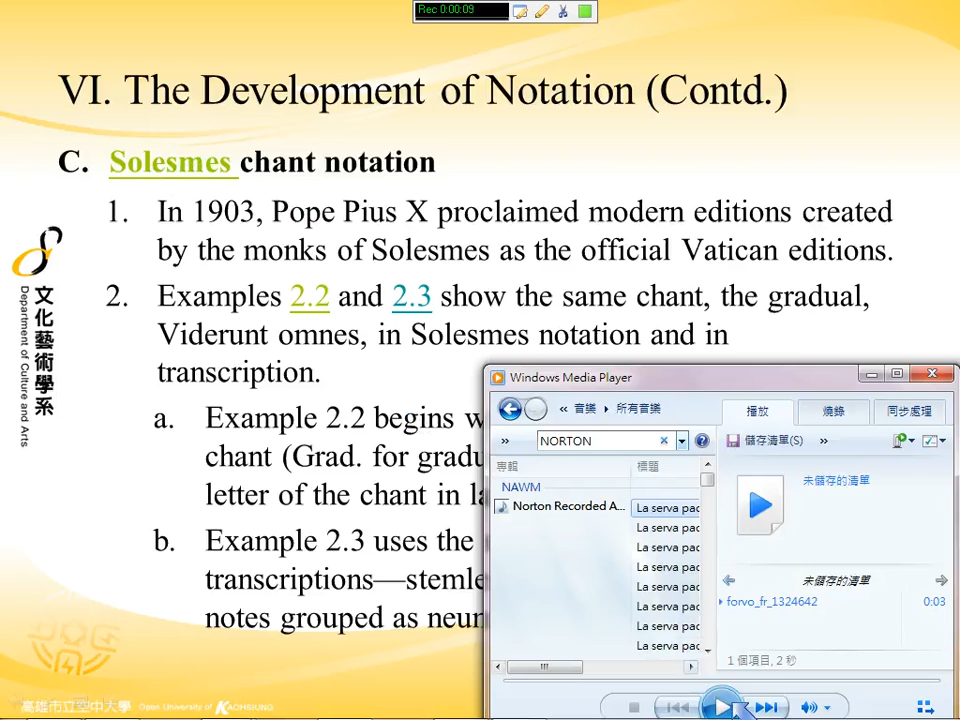 Rec 0:00:09
VI. The Development of Notation (Contd.)
C. Solesmes chant notation
1. In 1903, Pope Pius X proclaimed modern editions created
by the monks of Solesmes as the official Vatican editions.
2. Examples 2.2 and 2.3 show the same chant, the gradual,
Viderunt omnes, in Solesmes notation and in
transcription.
a. Example 2.2 begins w
chant (Grad. for gradu
letter of the chant in la
b. Example 2.3 uses the
transcriptions—stemle
notes grouped as neun
文化藝術學系
Department of Culture and Arts
高雄市立空中大學 Open University of KAOHSIUNG
Windows Media Player
« 音樂 ▸ 所有音樂
播放
燒錄
同步處理
» NORTON
儲存清單(S) »
專輯
標題
NAWM
Norton Recorded A...
La serva pad
La serva pad
La serva pad
La serva pad
La serva pad
La serva pad
La serva pad
La serva pad
未儲存的清單
未儲存的清單
forvo_fr_1324642 0:03
1 個項目, 2 秒